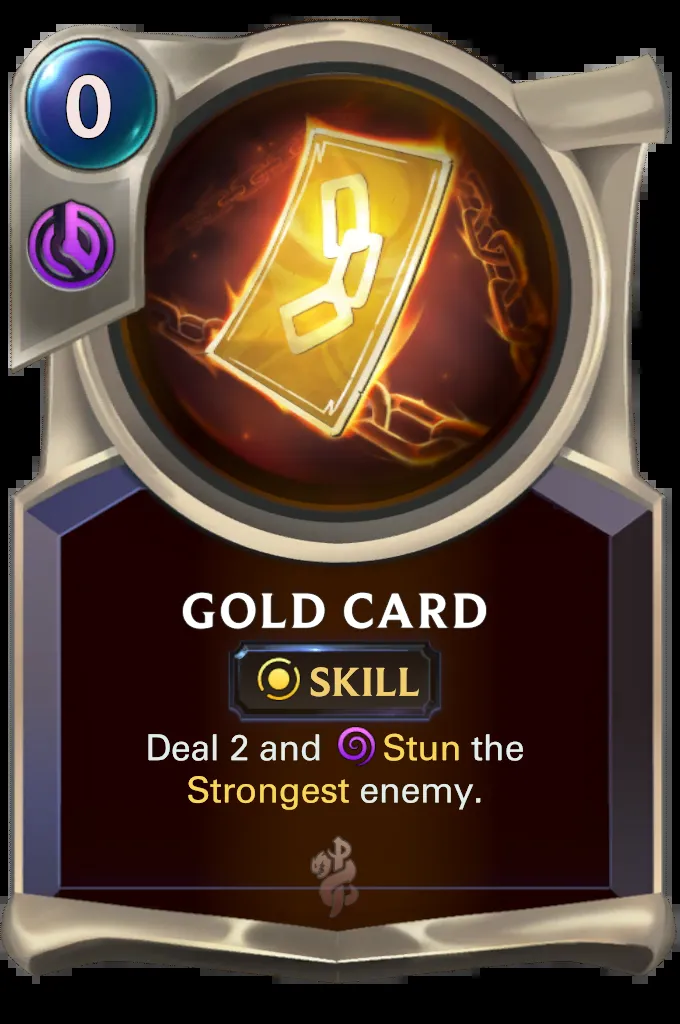 0
GOLD CARD
SKILL
Deal 2 and Stun the
Strongest enemy.